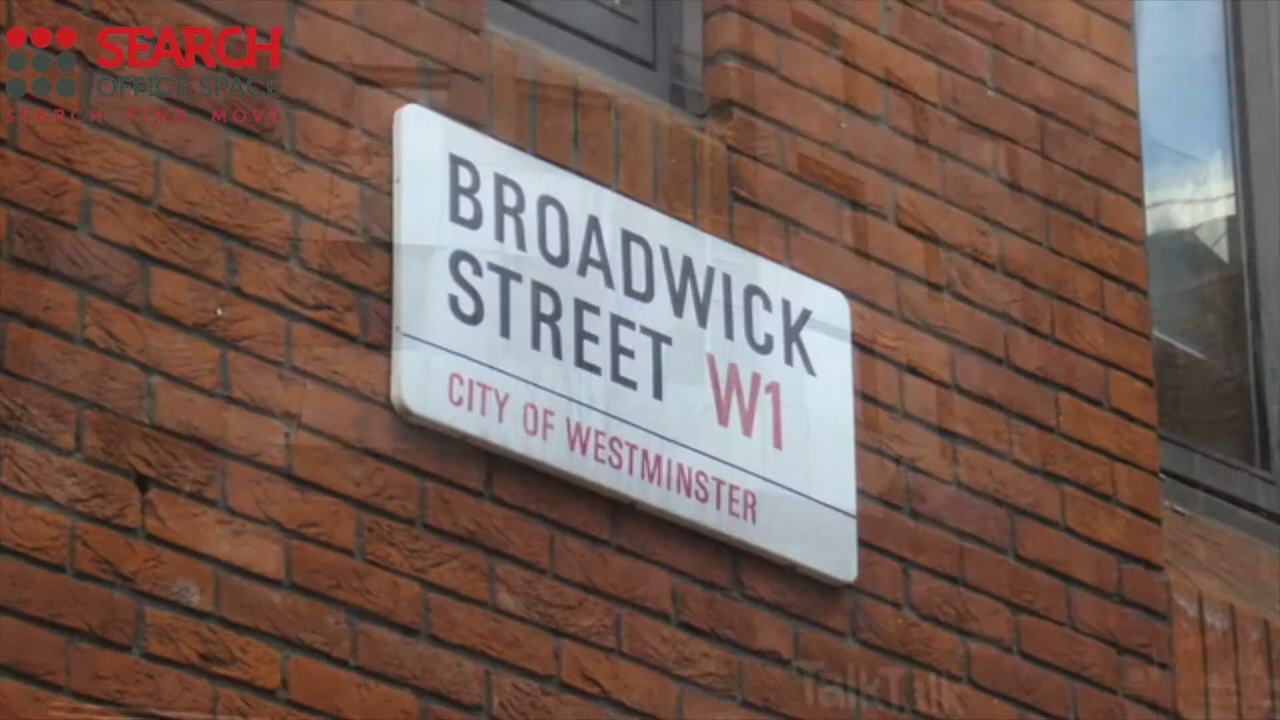 SEARCH
OFFICE SPACE
SEARCH FIND MOVE
BROADWICK
STREET W1
CITY OF WESTMINSTER
TalkTalk